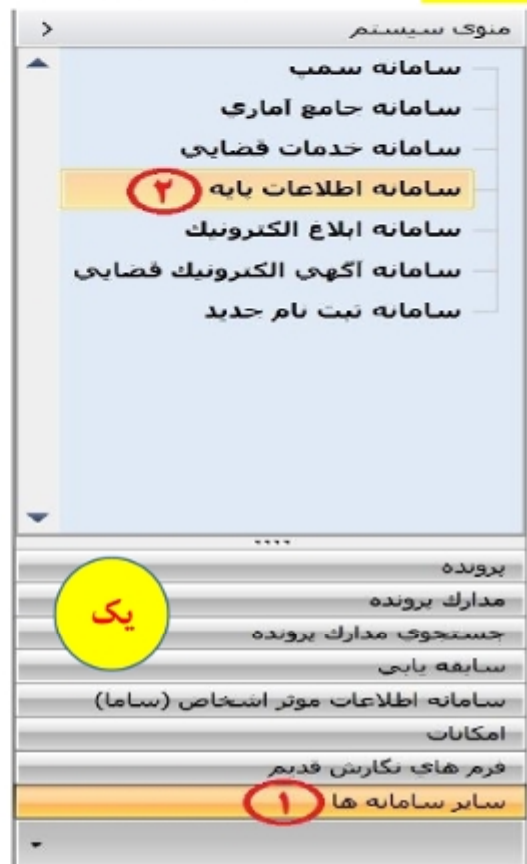 منوی سیستم
سامانه سمپ
سامانه جامع آماری
سامانه خدمات قضایی
سامانه اطلاعات پایه ۲
سامانه ابلاغ الکترونیک
سامانه آگهی الکترونیک قضایی
سامانه ثبت نام جدید
پرونده
مدارک پرونده
یک
جستجوی مدارک پرونده
سابقه یابی
سامانه اطلاعات موثر اشخاص (ساما)
امکانات
فرم های نگارش قدیم
سایر سامانه ها ۱